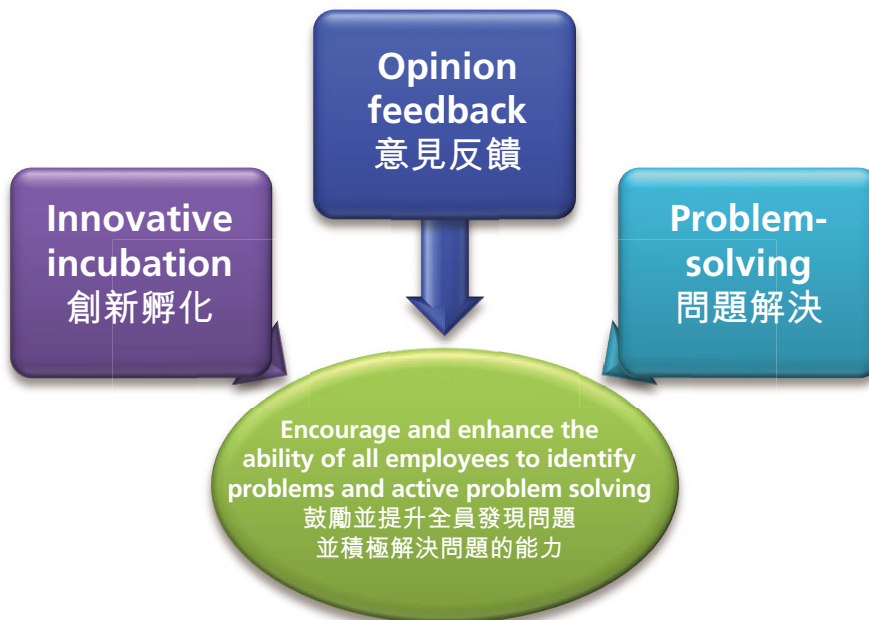 Opinion
feedback
意見反饋
Innovative
incubation
創新孵化
Problem-
solving
問題解決
Encourage and enhance the
ability of all employees to identify
problems and active problem solving
鼓勵並提升全員發現問題
並積極解決問題的能力